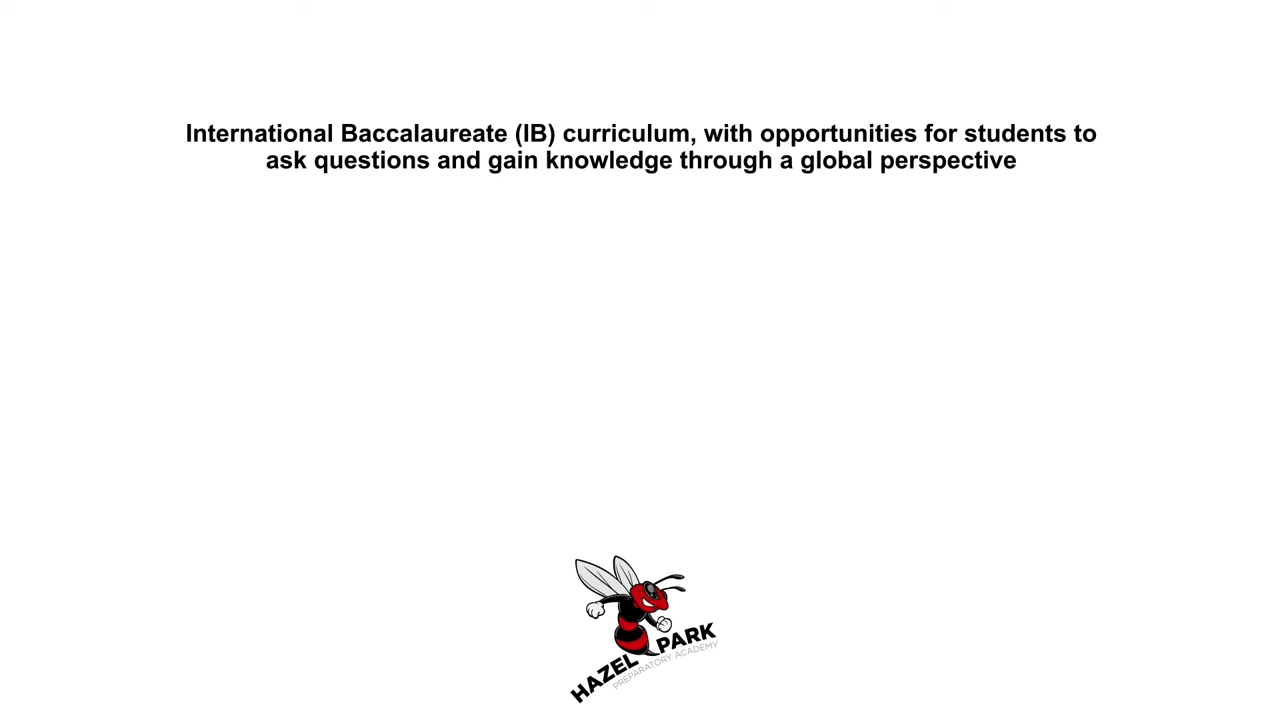 International Baccalaureate (IB) curriculum, with opportunities for students to
ask questions and gain knowledge through a global perspective
HAZEL PARK
PREPARATORY ACADEMY